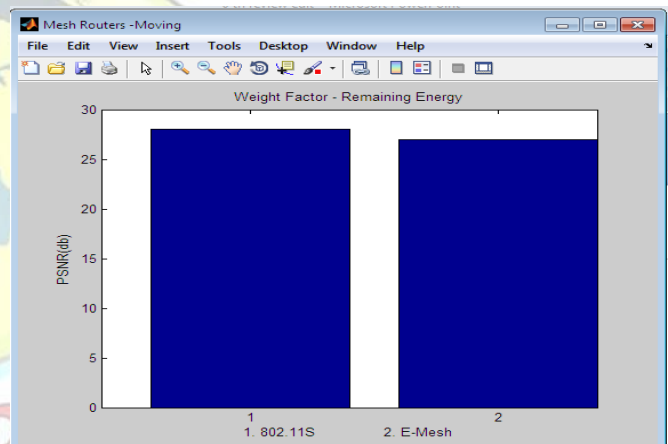 Mesh Routers -Moving
File Edit View Insert Tools Desktop Window Help
Weight Factor - Remaining Energy
30
25
20
15
10
5
0
PSNR(db)
1 2
1. 802.11S 2. E-Mesh